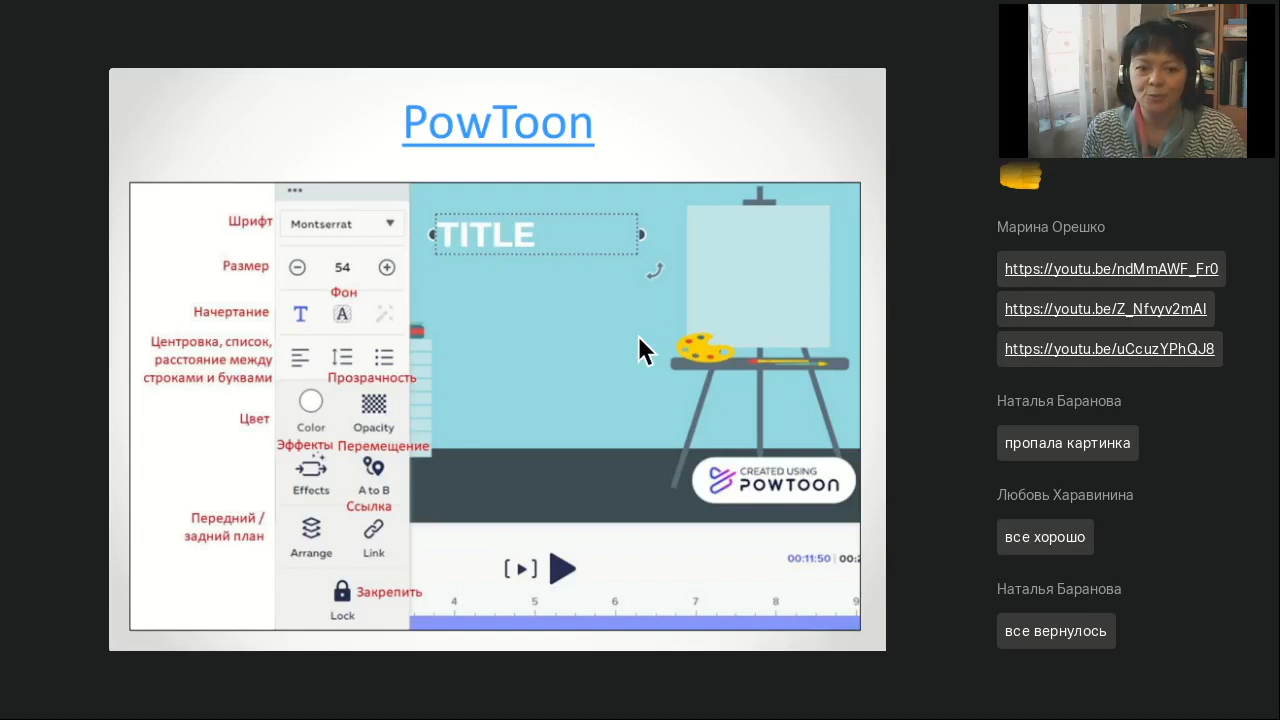 PowToon
Шрифт
Montserrat
Размер
54
Фон
Начертание
T A
Центровка, список,
расстояние между
строками и буквами
Прозрачность
Цвет
Color
Opacity
Эффекты
Перемещение
Effects
A to B
Ссылка
Передний /
задний план
Arrange
Link
Закрепить
Lock
TITLE
CREATED USING
POWTOON
00:11:50
00:2
4 5 6 7 8 9
Марина Орешко
https://youtu.be/ndMmAWF_Fr0
https://youtu.be/Z_Nfvyv2mAI
https://youtu.be/uCcuzYPhQJ8
Наталья Баранова
пропала картинка
Любовь Харавинина
все хорошо
Наталья Баранова
все вернулось